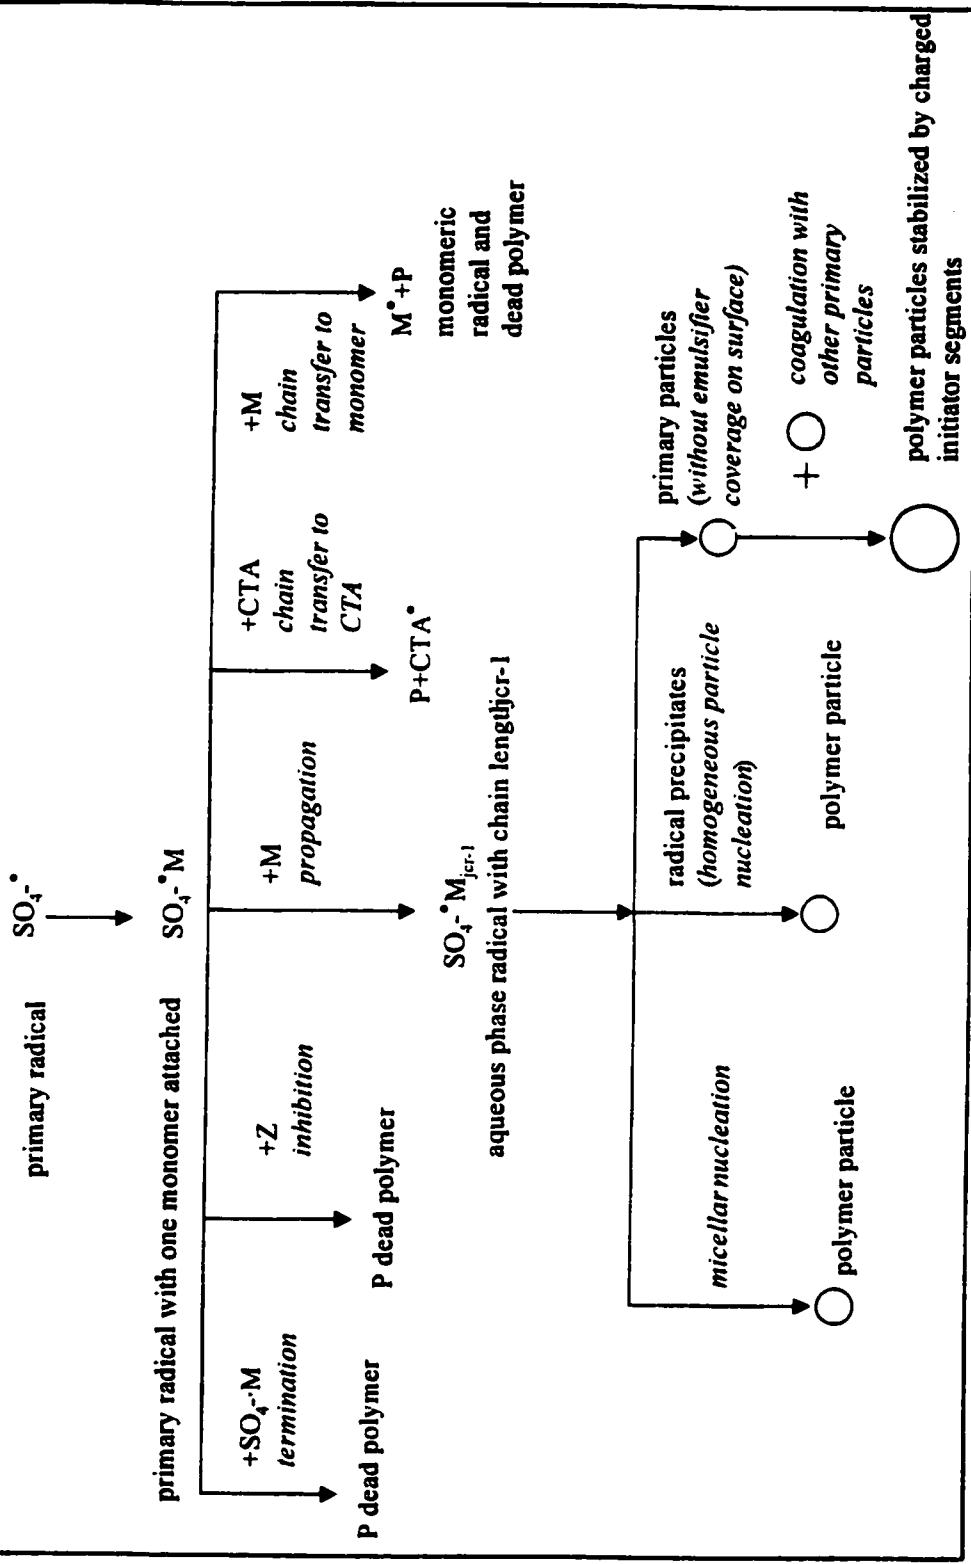 primary radical
SO₄-•
primary radical with one monomer attached
SO₄-•M
+SO₄-·M
termination
P dead polymer
+Z
inhibition
P dead polymer
+M
propagation
+CTA
chain
transfer to
CTA
P+CTA•
+M
chain
transfer to
monomer
M•+P
monomeric
radical and
dead polymer
SO₄-•Mjcr-1
aqueous phase radical with chain lengthjcr-1
micellar nucleation
polymer particle
radical precipitates
(homogeneous particle
nucleation)
polymer particle
primary particles
(without emulsifier
coverage on surface)
+ coagulation with
other primary
particles
polymer particles stabilized by charged
initiator segments